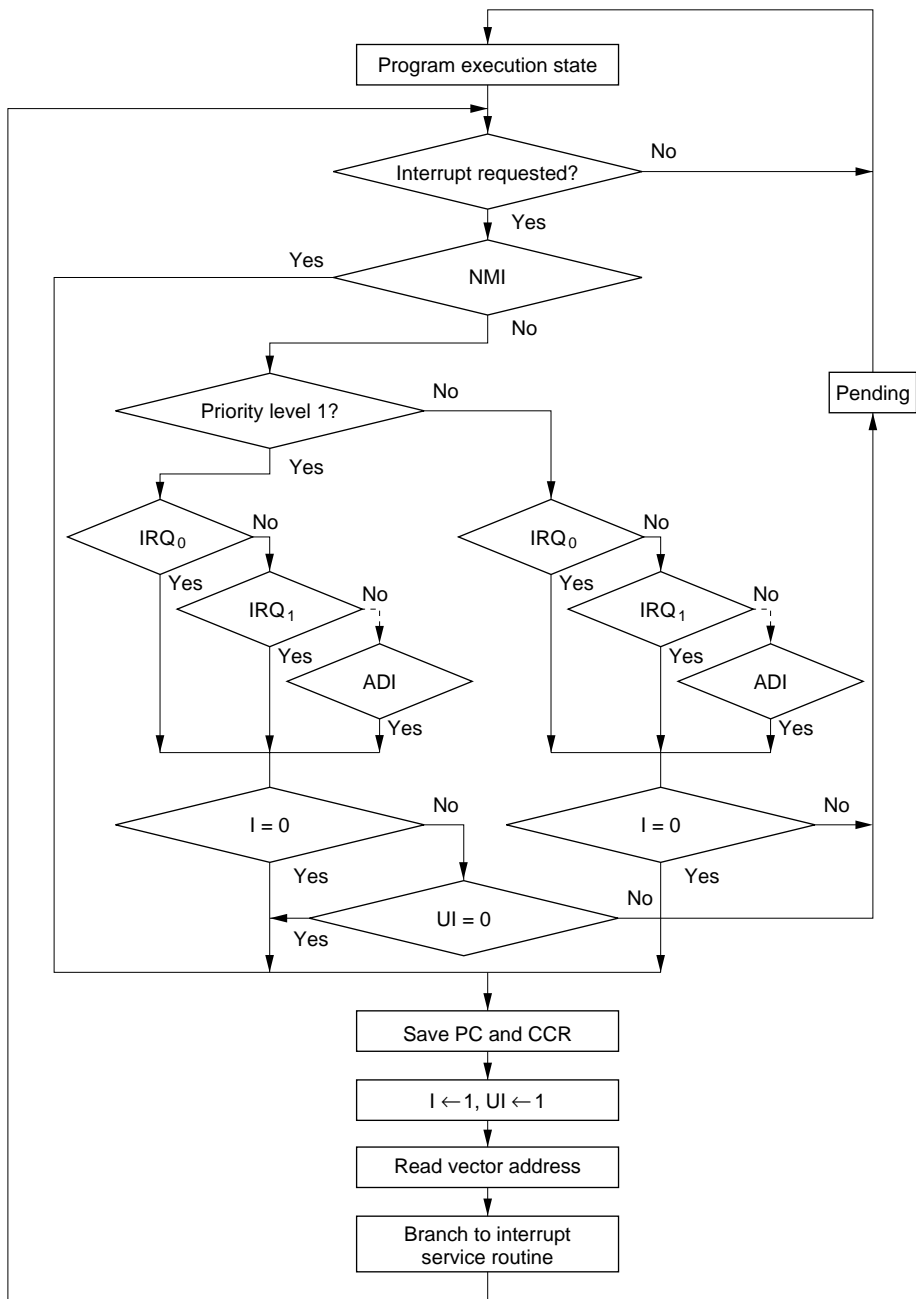 Program execution state
Interrupt requested?
No
Yes
Yes
NMI
No
Priority level 1?
No
Pending
Yes
IRQ0
No
Yes
IRQ1
No
Yes
ADI
Yes
IRQ0
No
Yes
IRQ1
No
Yes
ADI
Yes
I = 0
No
Yes
I = 0
No
Yes
UI = 0
No
Yes
Save PC and CCR
I ← 1, UI ← 1
Read vector address
Branch to interrupt
service routine